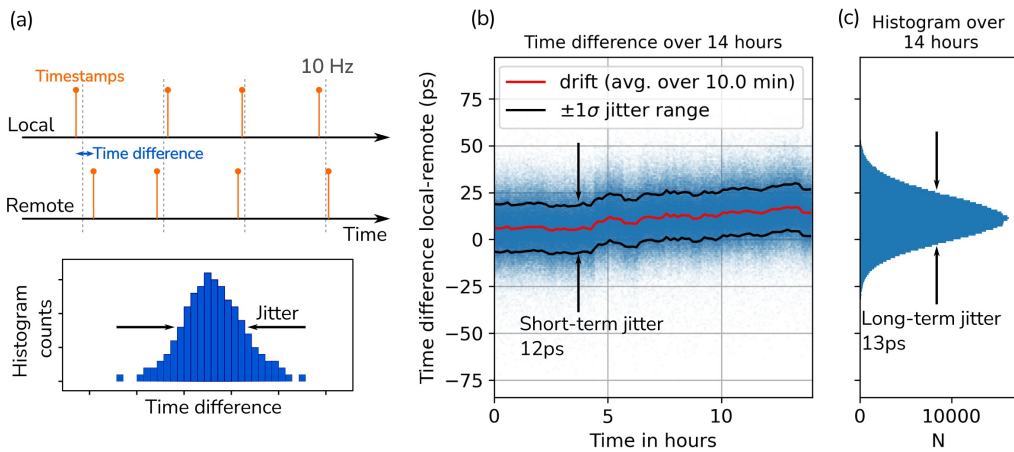 (a)
Timestamps
10 Hz
Local
Time difference
Remote
Time
Histogram
counts
Jitter
Time difference
(b)
Time difference over 14 hours
drift (avg. over 10.0 min)
±1σ jitter range
Time difference local-remote (ps)
75
50
25
0
−25
−50
−75
Short-term jitter
12ps
0
5
10
Time in hours
(c)
Histogram over
14 hours
Long-term jitter
13ps
0
10000
N